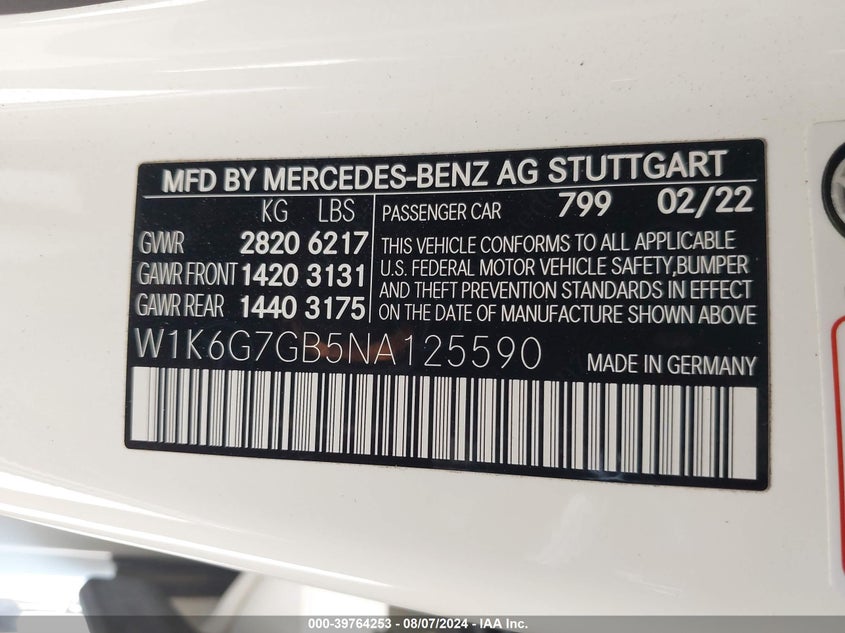 MFD BY MERCEDES-BENZ AG STUTTGART
KG LBS
GVWR 2820 6217
GAWR FRONT 1420 3131
GAWR REAR 1440 3175
PASSENGER CAR 799 02/22
THIS VEHICLE CONFORMS TO ALL APPLICABLE
U.S. FEDERAL MOTOR VEHICLE SAFETY,BUMPER
AND THEFT PREVENTION STANDARDS IN EFFECT
ON THE DATE OF MANUFACTURE SHOWN ABOVE
W1K6G7GB5NA125590
MADE IN GERMANY
000-39764253 - 08/07/2024 - IAA Inc.